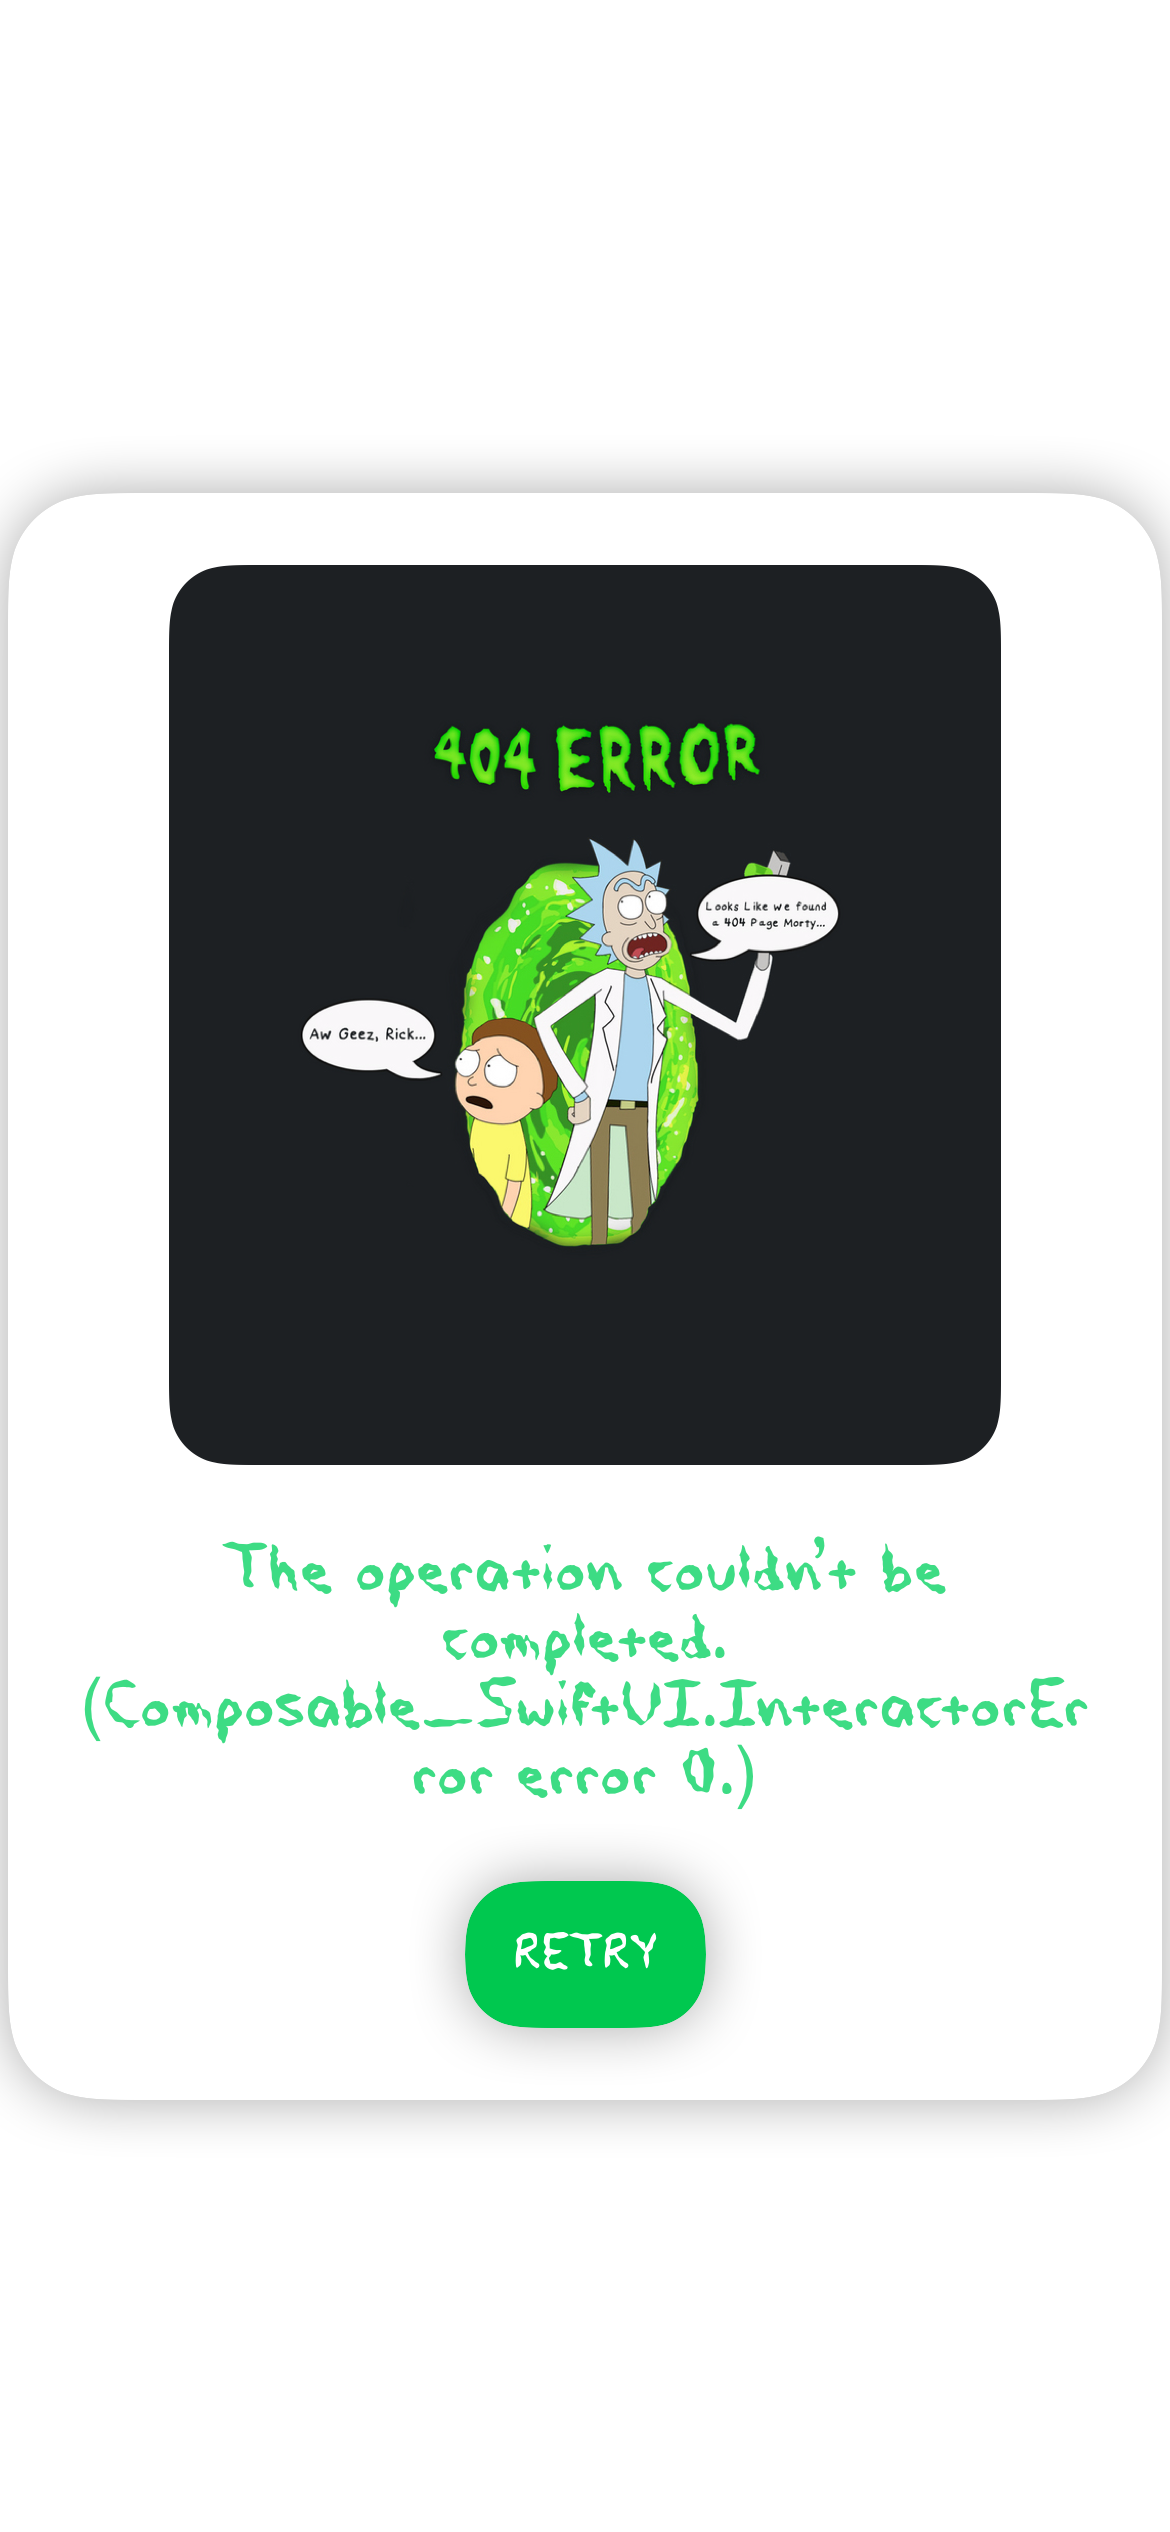 404 ERROR
Looks Like we found
a 404 Page Morty...
Aw Geez, Rick...
The operation couldn’t be
completed.
(Composable_SwiftUI.InteractorEr
ror error 0.)
RETRY